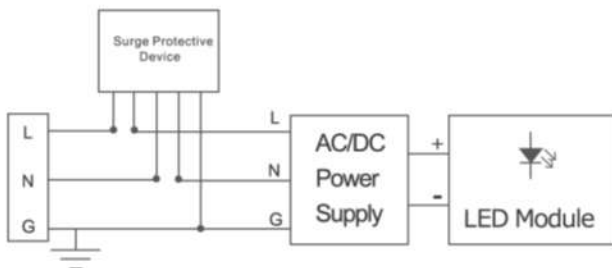 Surge Protective
Device
L
N
G
L
N
G
AC/DC
Power
Supply
+
-
LED Module